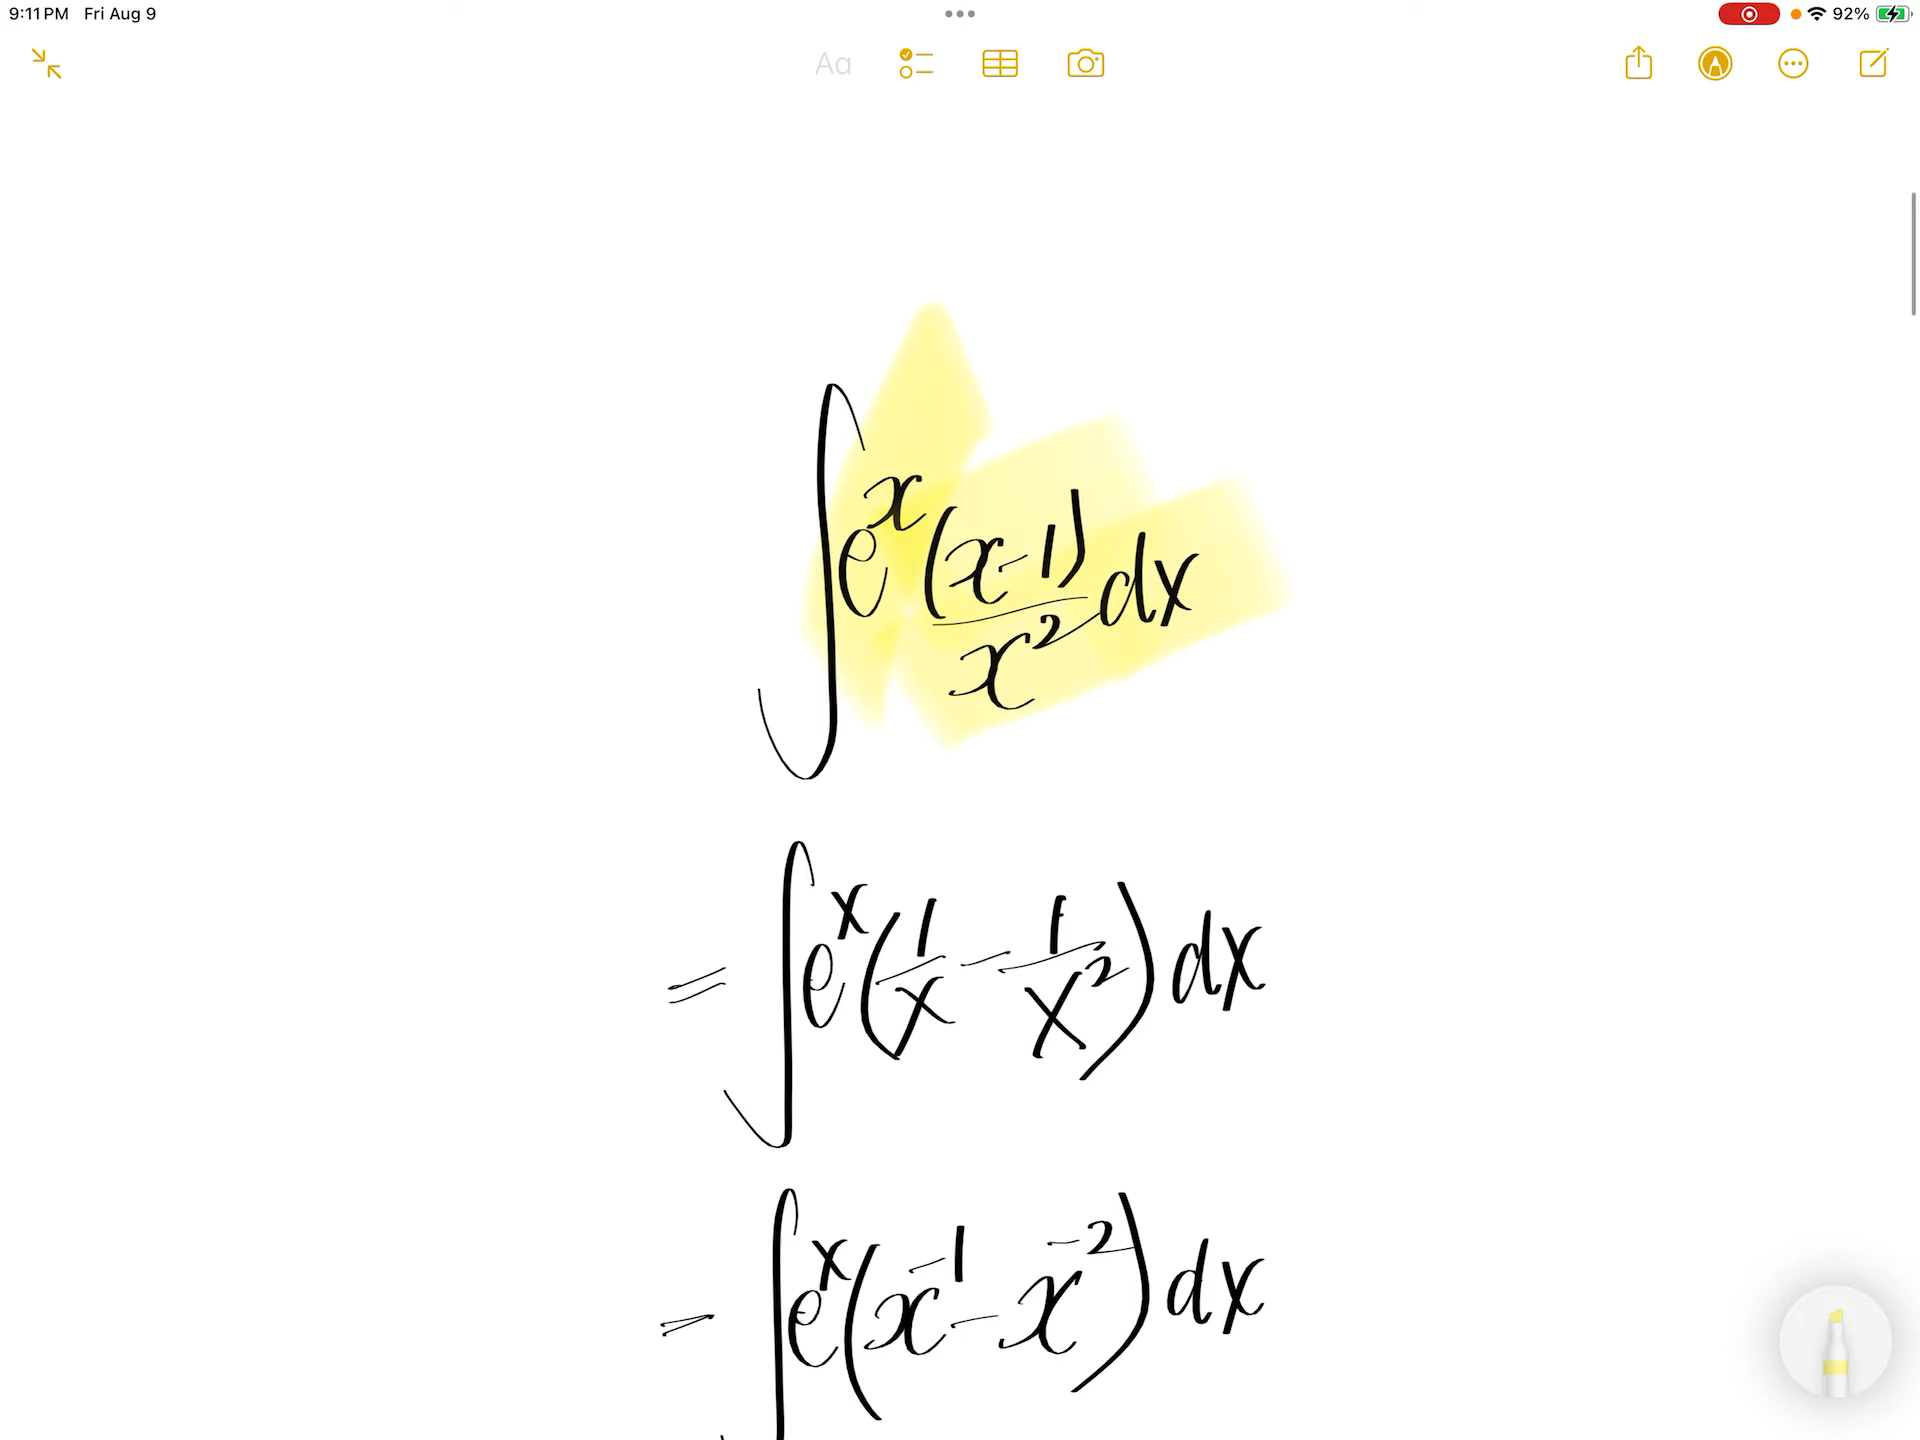 9:11 PM Fri Aug 9
92%
Aa
∫e^x (x-1)/x² dx
= ∫e^x(1/x - 1/x²)dx
= ∫e^x(x^-1 - x^-2)dx